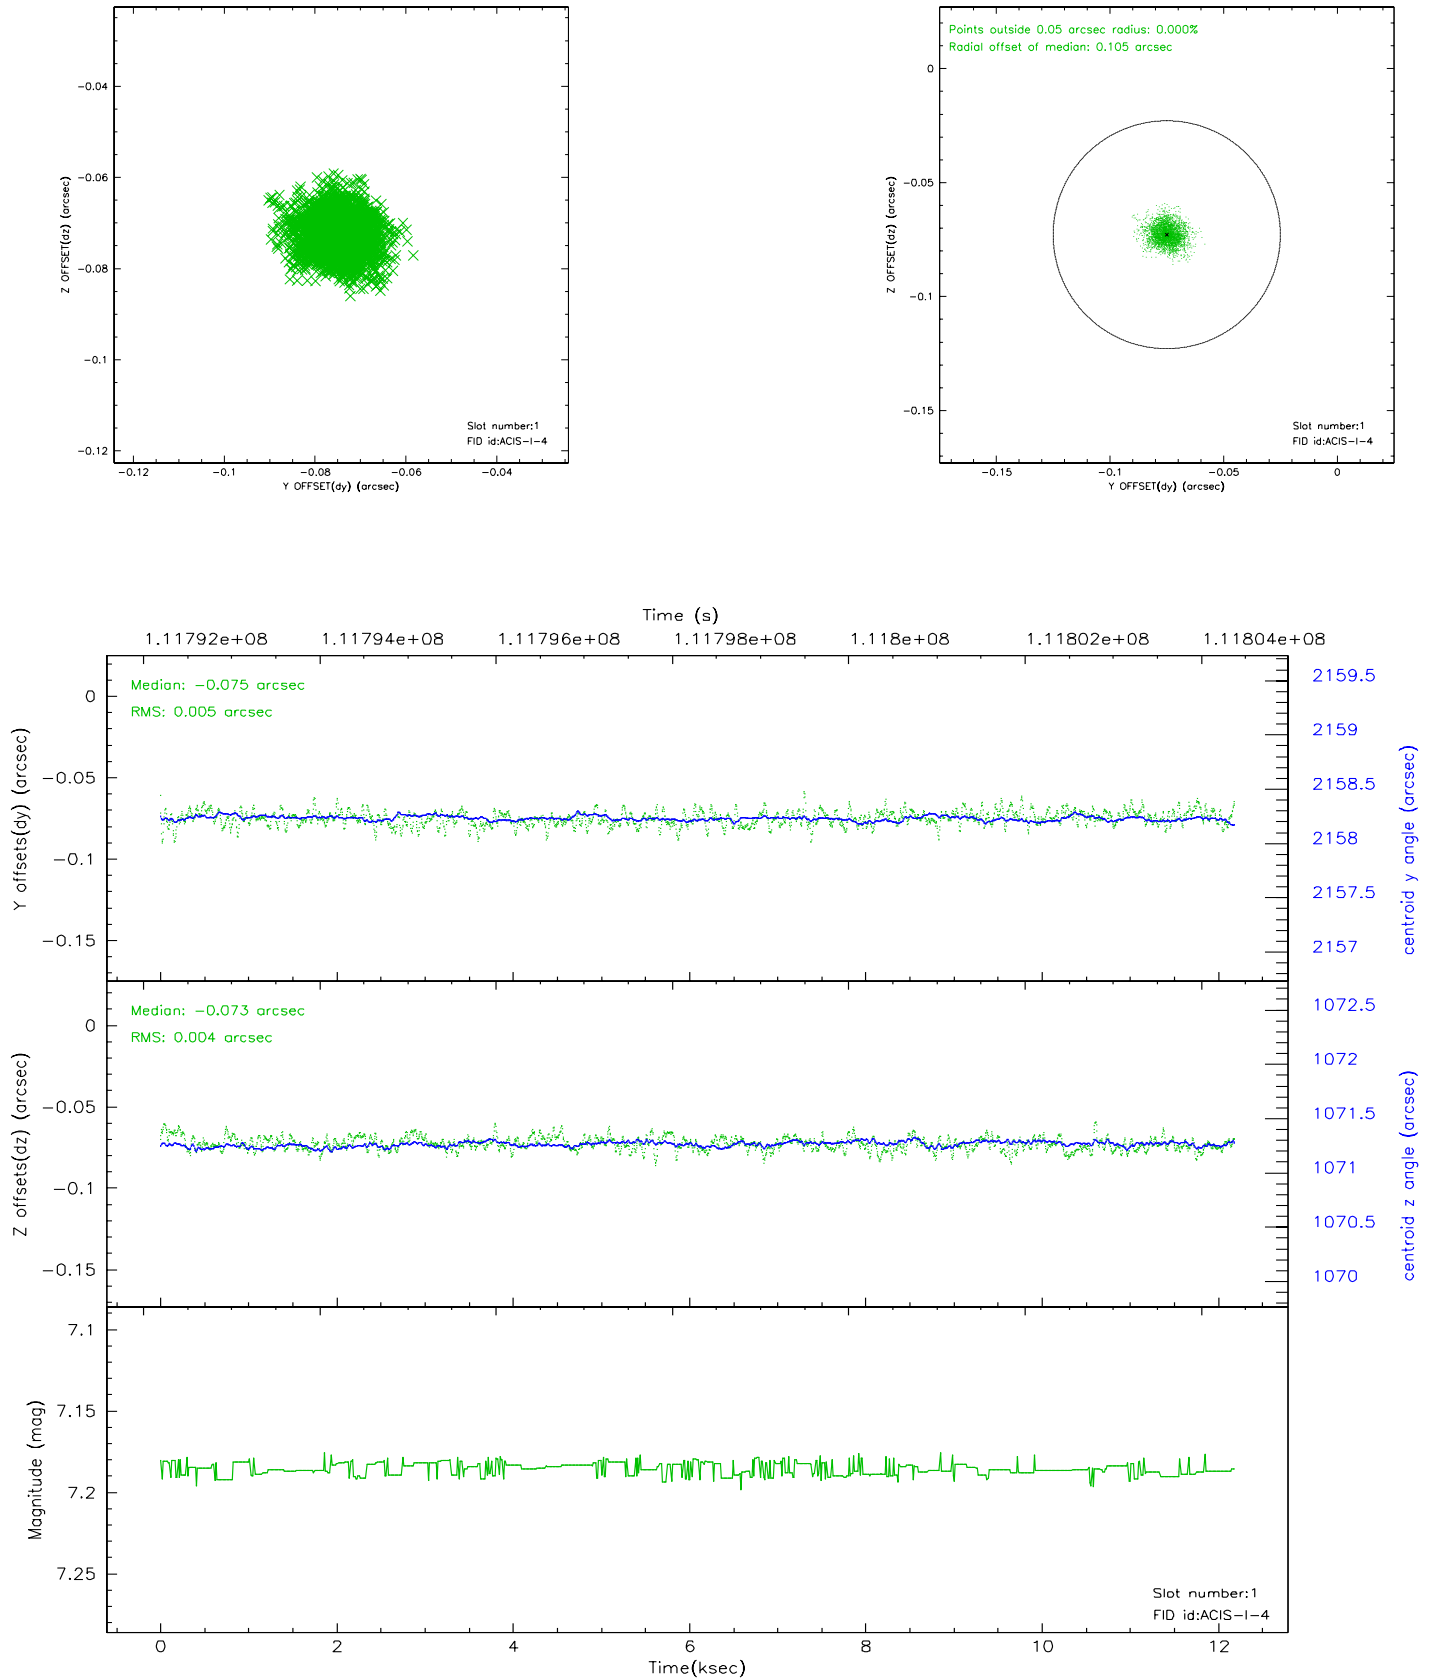 −0.04
−0.06
−0.08
−0.1
−0.12
Z OFFSET(dz) (arcsec)
Slot number:1
FID id:ACIS−I−4
−0.12 −0.1 −0.08 −0.06 −0.04
Y OFFSET(dy) (arcsec)
Points outside 0.05 arcsec radius: 0.000%
Radial offset of median: 0.105 arcsec
0
−0.05
−0.1
−0.15
Z OFFSET(dz) (arcsec)
Slot number:1
FID id:ACIS−I−4
−0.15 −0.1 −0.05 0
Y OFFSET(dy) (arcsec)
Time (s)
1.11792e+08 1.11794e+08 1.11796e+08 1.11798e+08 1.118e+08 1.11802e+08 1.11804e+08
Median: −0.075 arcsec
RMS: 0.005 arcsec
0
−0.05
−0.1
−0.15
Y offsets(dy) (arcsec)
2159.5
2159
2158.5
2158
2157.5
2157
centroid y angle (arcsec)
Median: −0.073 arcsec
RMS: 0.004 arcsec
0
−0.05
−0.1
−0.15
Z offsets(dz) (arcsec)
1072.5
1072
1071.5
1071
1070.5
1070
centroid z angle (arcsec)
7.1
7.15
7.2
7.25
Magnitude (mag)
Slot number:1
FID id:ACIS−I−4
0 2 4 6 8 10 12
Time(ksec)